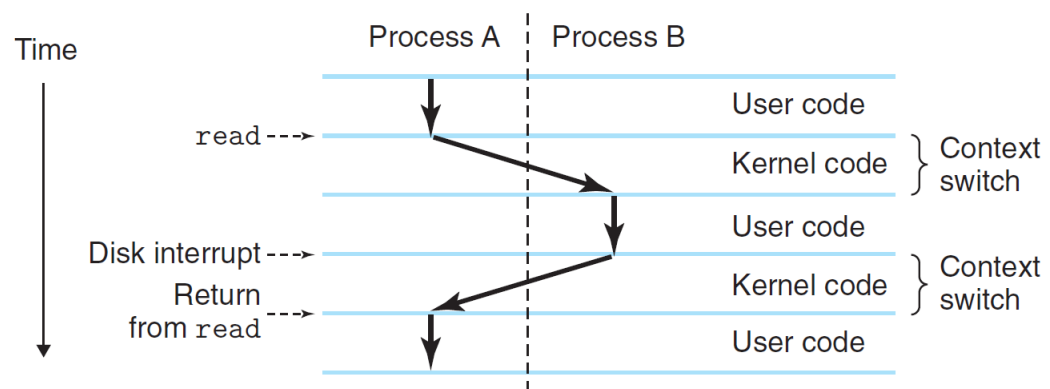 Process A
Process B
Time
User code
read
Kernel code
Context
switch
User code
Disk interrupt
Kernel code
Context
switch
Return
from read
User code